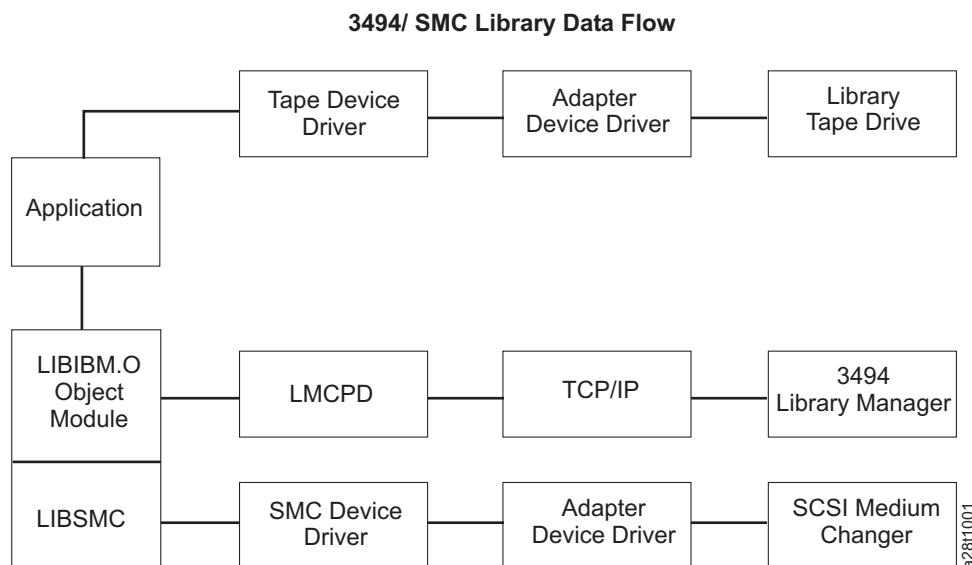 3494/ SMC Library Data Flow
Tape Device
Driver
Adapter
Device Driver
Library
Tape Drive
Application
LIBIBM.O
Object
Module
LMCPD
TCP/IP
3494
Library Manager
LIBSMC
SMC Device
Driver
Adapter
Device Driver
SCSI Medium
Changer
a28f1001